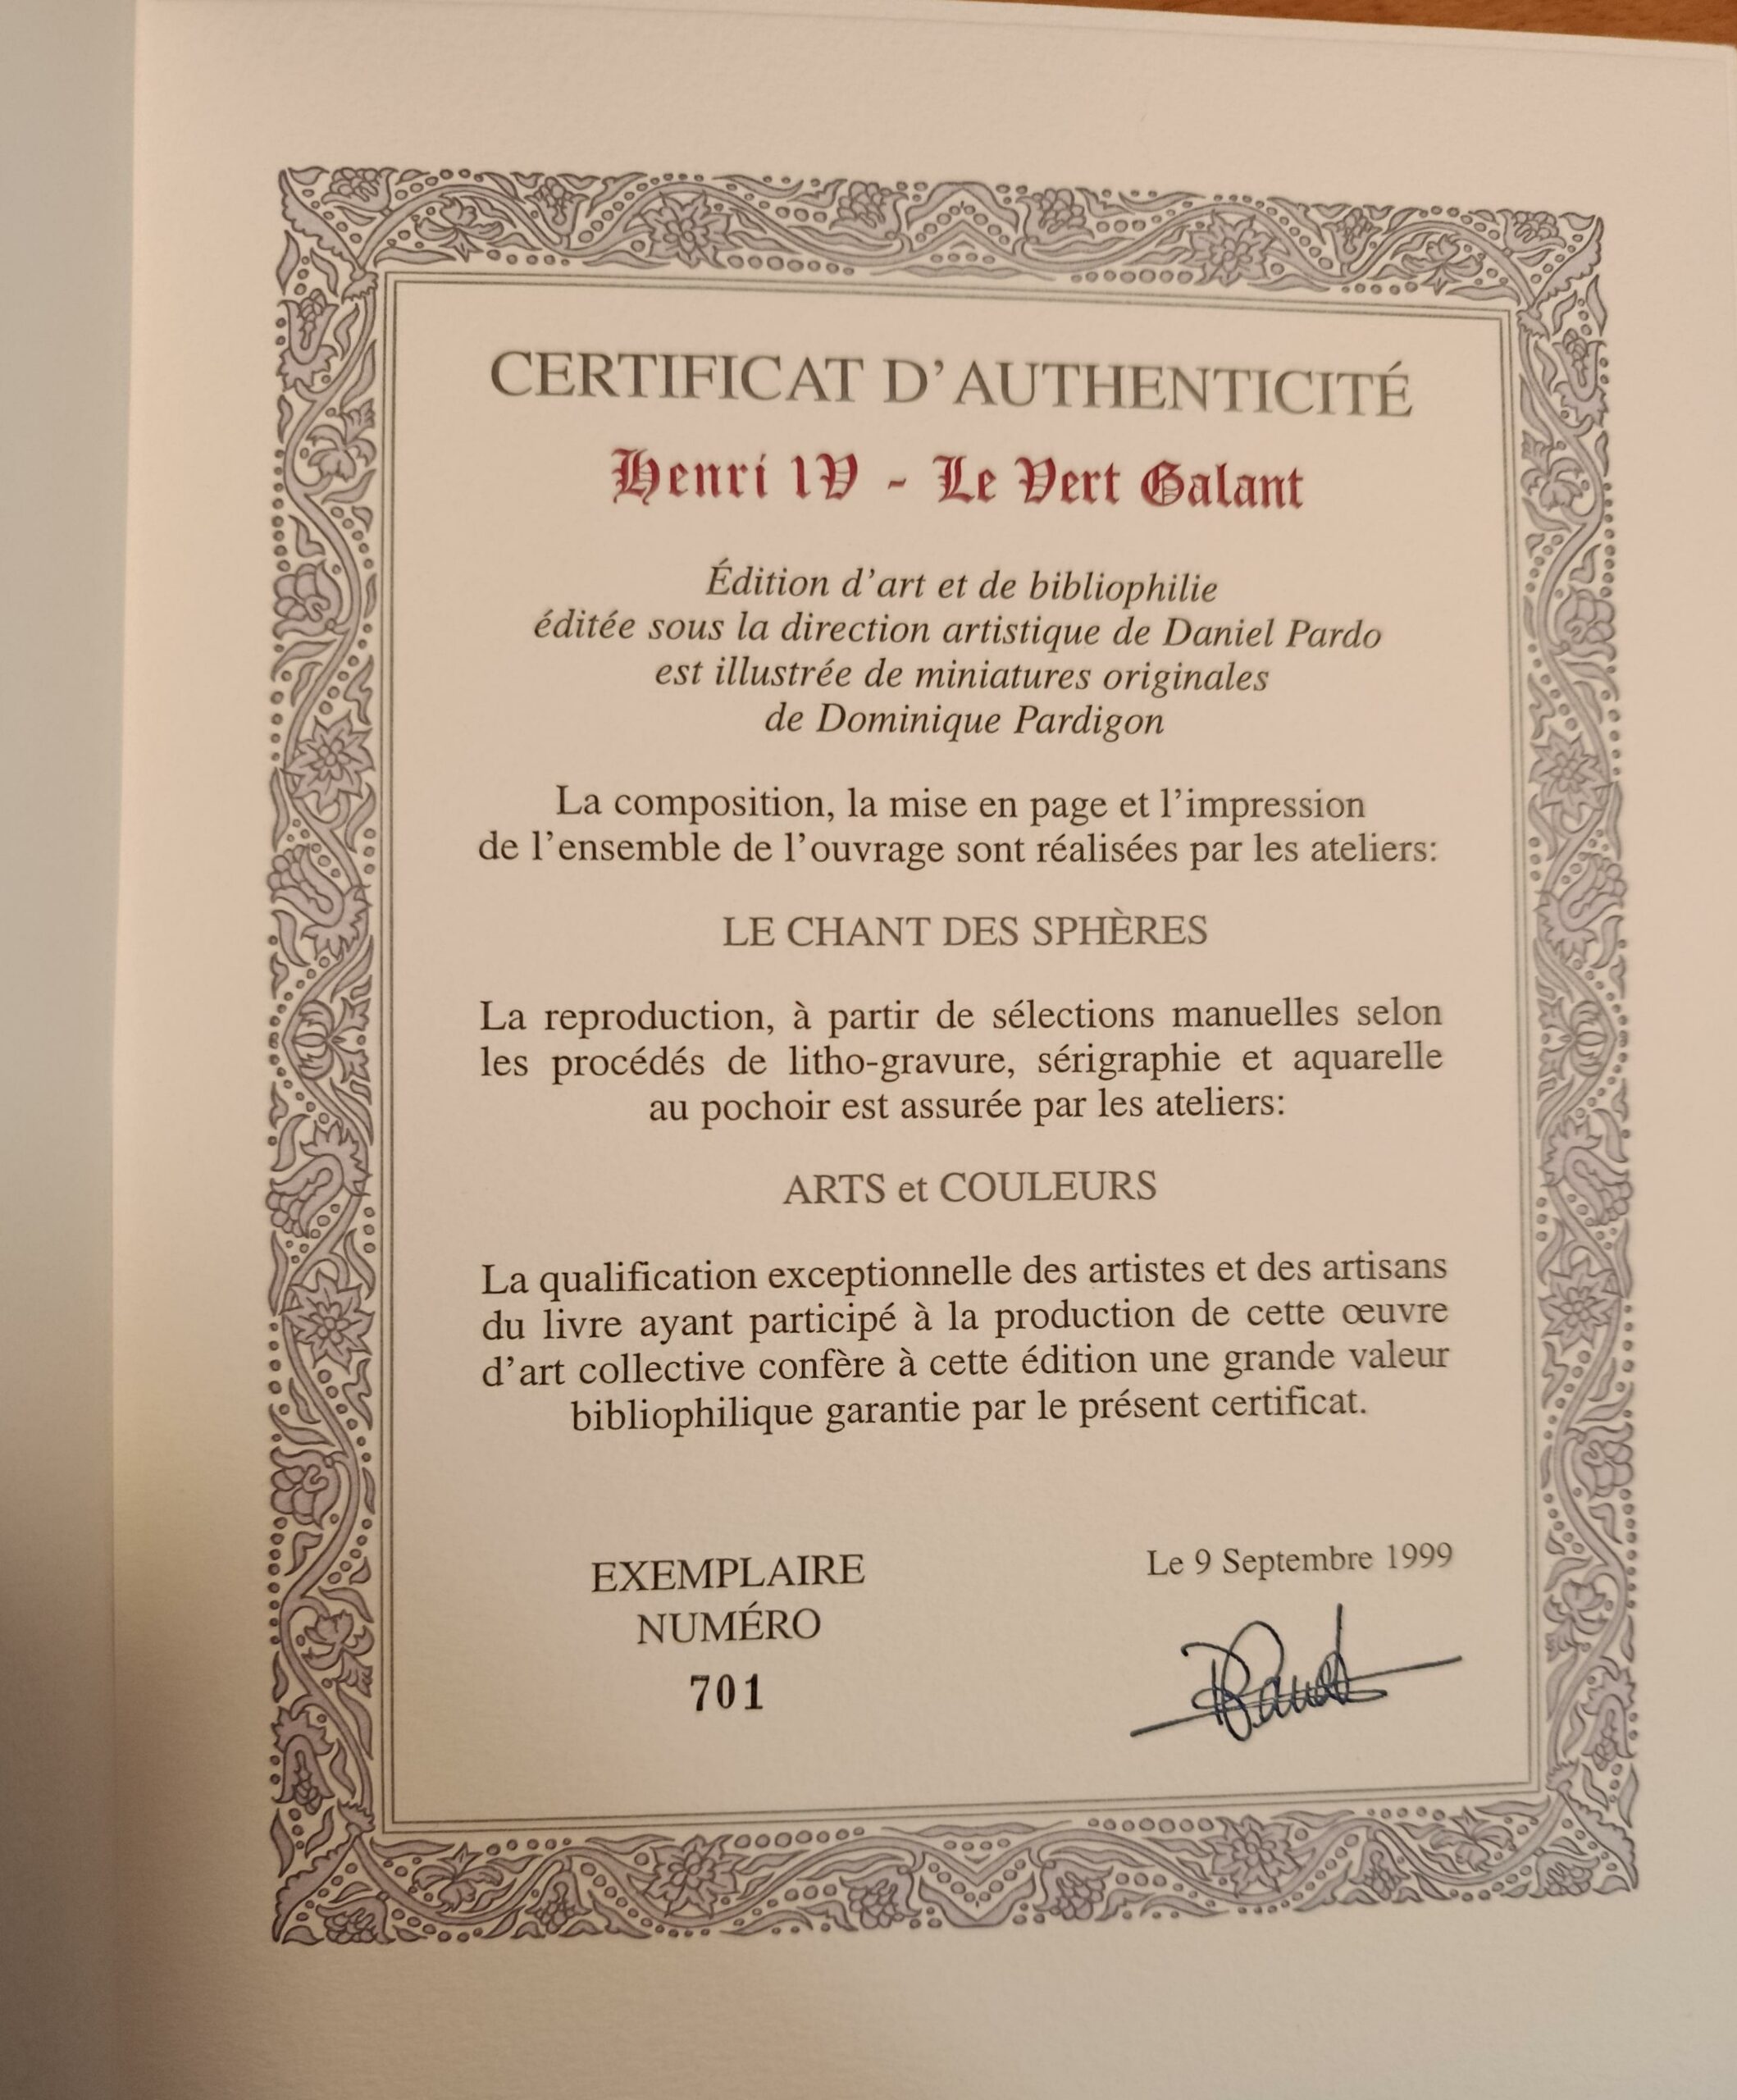 CERTIFICAT D'AUTHENTICITÉ
Henri IV - Le Vert Galant
Édition d'art et de bibliophilie
éditée sous la direction artistique de Daniel Pardo
est illustrée de miniatures originales
de Dominique Pardigon
La composition, la mise en page et l'impression
de l'ensemble de l'ouvrage sont réalisées par les ateliers:
LE CHANT DES SPHÈRES
La reproduction, à partir de sélections manuelles selon
les procédés de litho-gravure, sérigraphie et aquarelle
au pochoir est assurée par les ateliers:
ARTS et COULEURS
La qualification exceptionnelle des artistes et des artisans
du livre ayant participé à la production de cette œuvre
d'art collective confère à cette édition une grande valeur
bibliophilique garantie par le présent certificat.
EXEMPLAIRE
NUMÉRO
701
Le 9 Septembre 1999